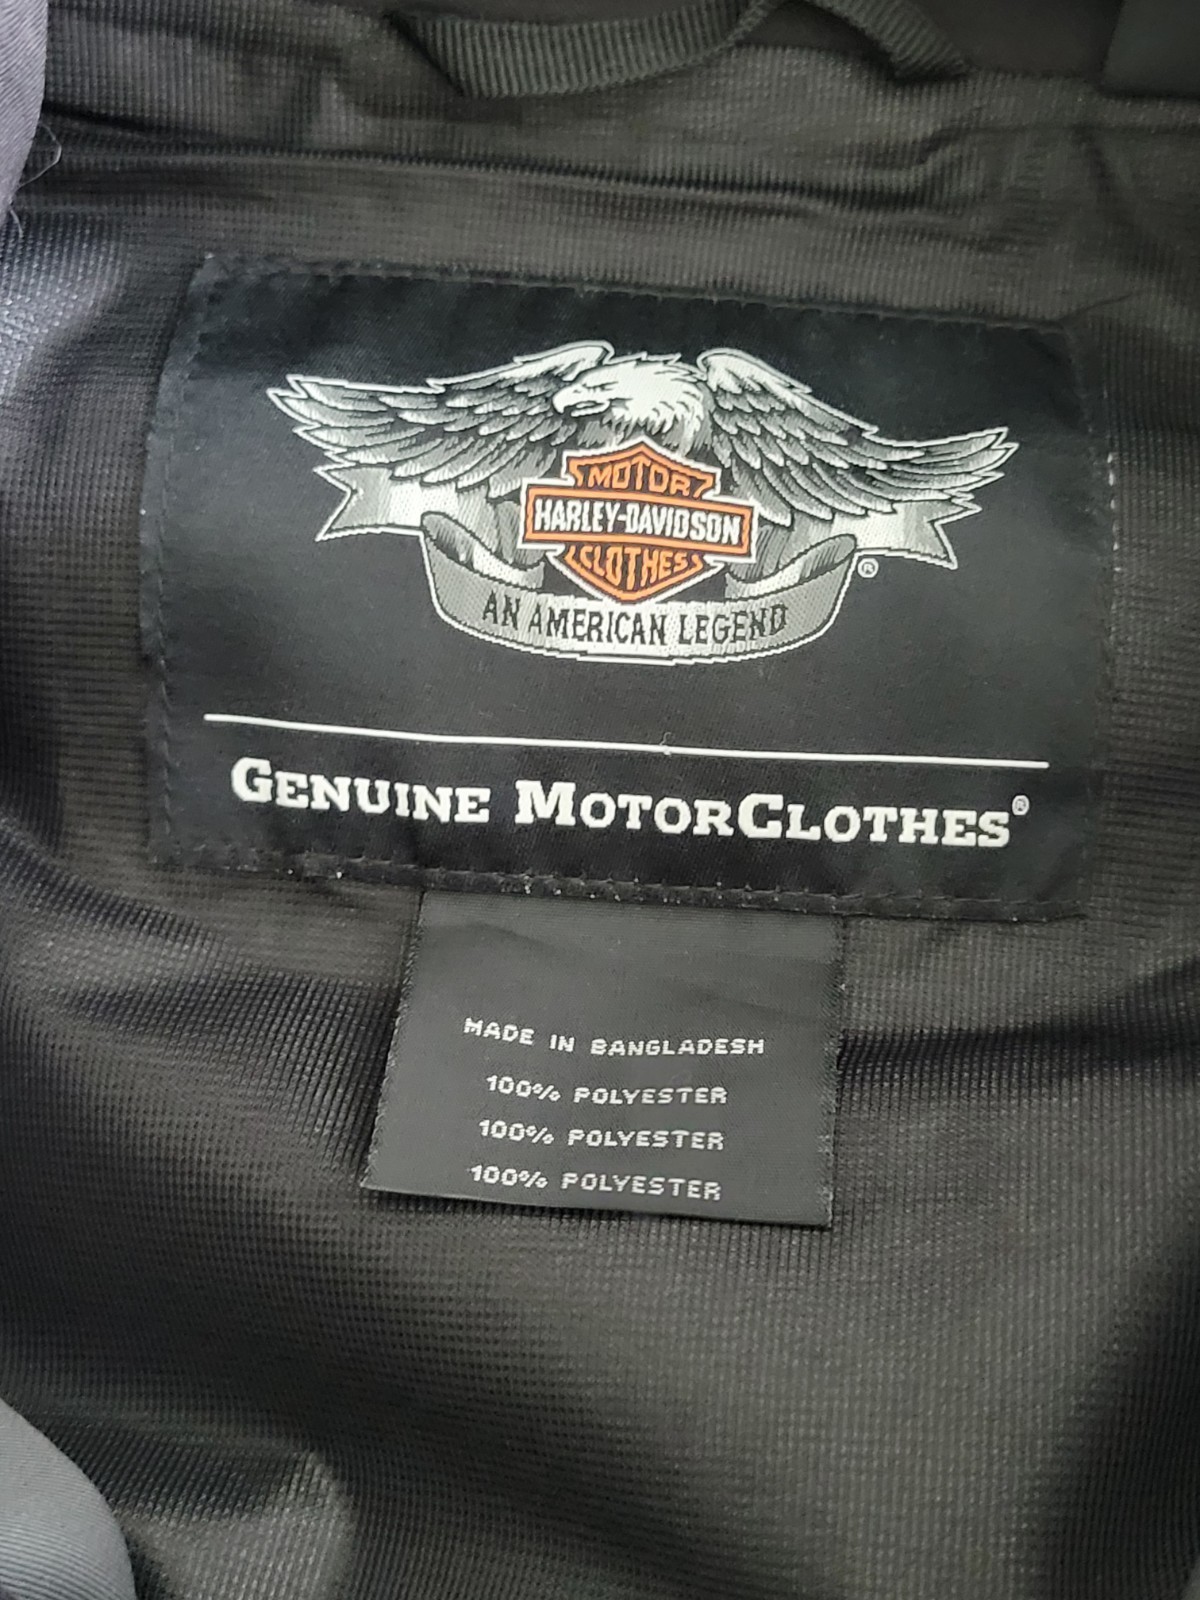 MOTOR
HARLEY-DAVIDSON
CLOTHES
®
AN AMERICAN LEGEND
GENUINE MOTORCLOTHES®
MADE IN BANGLADESH
100% POLYESTER
100% POLYESTER
100% POLYESTER